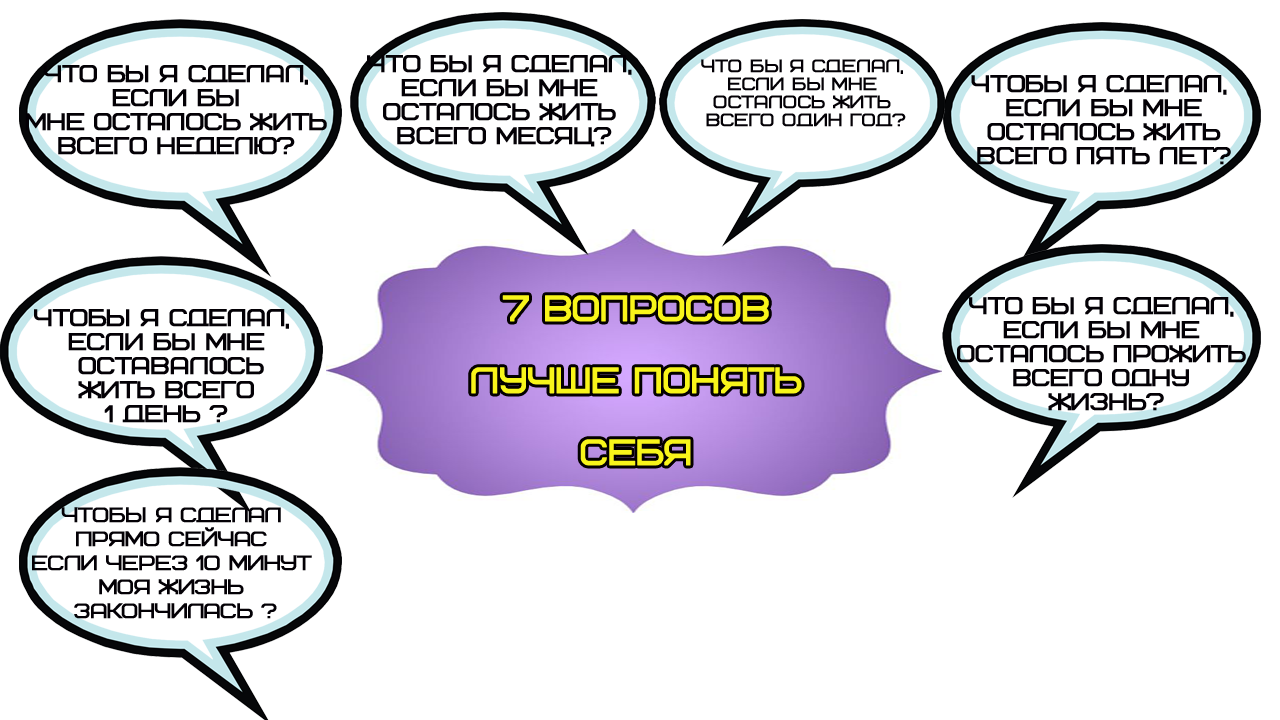 ЧТО БЫ Я СДЕЛАЛ,
ЕСЛИ БЫ
МНЕ ОСТАЛОСЬ ЖИТЬ
ВСЕГО НЕДЕЛЮ?
ЧТО БЫ Я СДЕЛАЛ,
ЕСЛИ БЫ МНЕ
ОСТАЛОСЬ ЖИТЬ
ВСЕГО МЕСЯЦ?
ЧТО БЫ Я СДЕЛАЛ,
ЕСЛИ БЫ МНЕ
ОСТАЛОСЬ ЖИТЬ
ВСЕГО ОДИН ГОД?
ЧТОБЫ Я СДЕЛАЛ,
ЕСЛИ БЫ МНЕ
ОСТАЛОСЬ ЖИТЬ
ВСЕГО ПЯТЬ ЛЕТ?
ЧТОБЫ Я СДЕЛАЛ,
ЕСЛИ БЫ МНЕ
ОСТАВАЛОСЬ
ЖИТЬ ВСЕГО
1 ДЕНЬ ?
7 ВОПРОСОВ
ЛУЧШЕ ПОНЯТЬ
СЕБЯ
ЧТО БЫ Я СДЕЛАЛ,
ЕСЛИ БЫ МНЕ
ОСТАЛОСЬ ПРОЖИТЬ
ВСЕГО ОДНУ
ЖИЗНЬ?
ЧТОБЫ Я СДЕЛАЛ
ПРЯМО СЕЙЧАС
ЕСЛИ ЧЕРЕЗ 10 МИНУТ
МОЯ ЖИЗНЬ
ЗАКОНЧИЛАСЬ ?